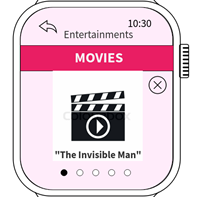 10:30
Entertainments
MOVIES
"The Invisible Man"